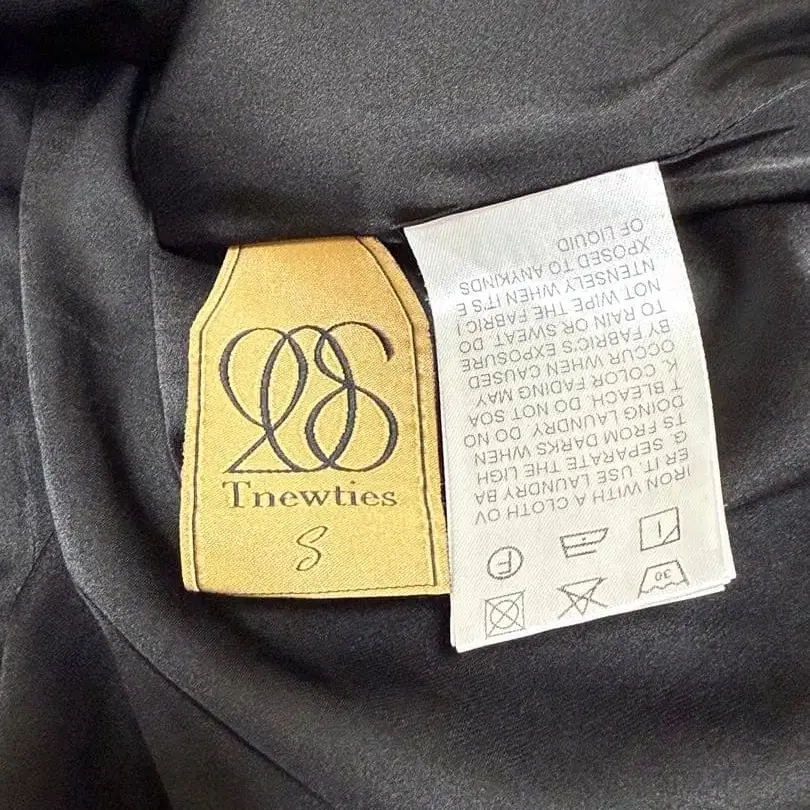 Tnewties
S
30
F
IRON WITH A CLOTH OV
ER IT. USE LAUNDRY BA
G. SEPARATE THE LIGH
TS FROM DARKS WHEN
DOING LAUNDRY. DO NO
T BLEACH. DO NOT SOA
K. COLOR FADING MAY
OCCUR WHEN CAUSED
BY FABRIC'S EXPOSURE
TO RAIN OR SWEAT. DO
NOT WIPE THE FABRIC I
NTENSELY WHEN IT'S E
XPOSED TO ANYKINDS
OF LIQUID